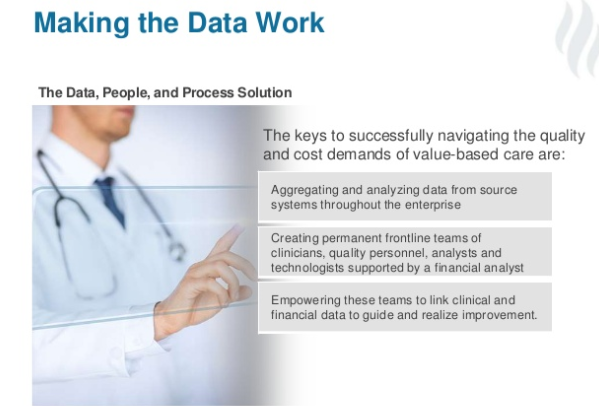 Making the Data Work
The Data, People, and Process Solution
The keys to successfully navigating the quality
and cost demands of value-based care are:
Aggregating and analyzing data from source
systems throughout the enterprise
Creating permanent frontline teams of
clinicians, quality personnel, analysts and
technologists supported by a financial analyst
Empowering these teams to link clinical and
financial data to guide and realize improvement.